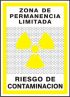 ZONA DE
PERMANENCIA
LIMITADA
RIESGO DE
CONTAMINACION